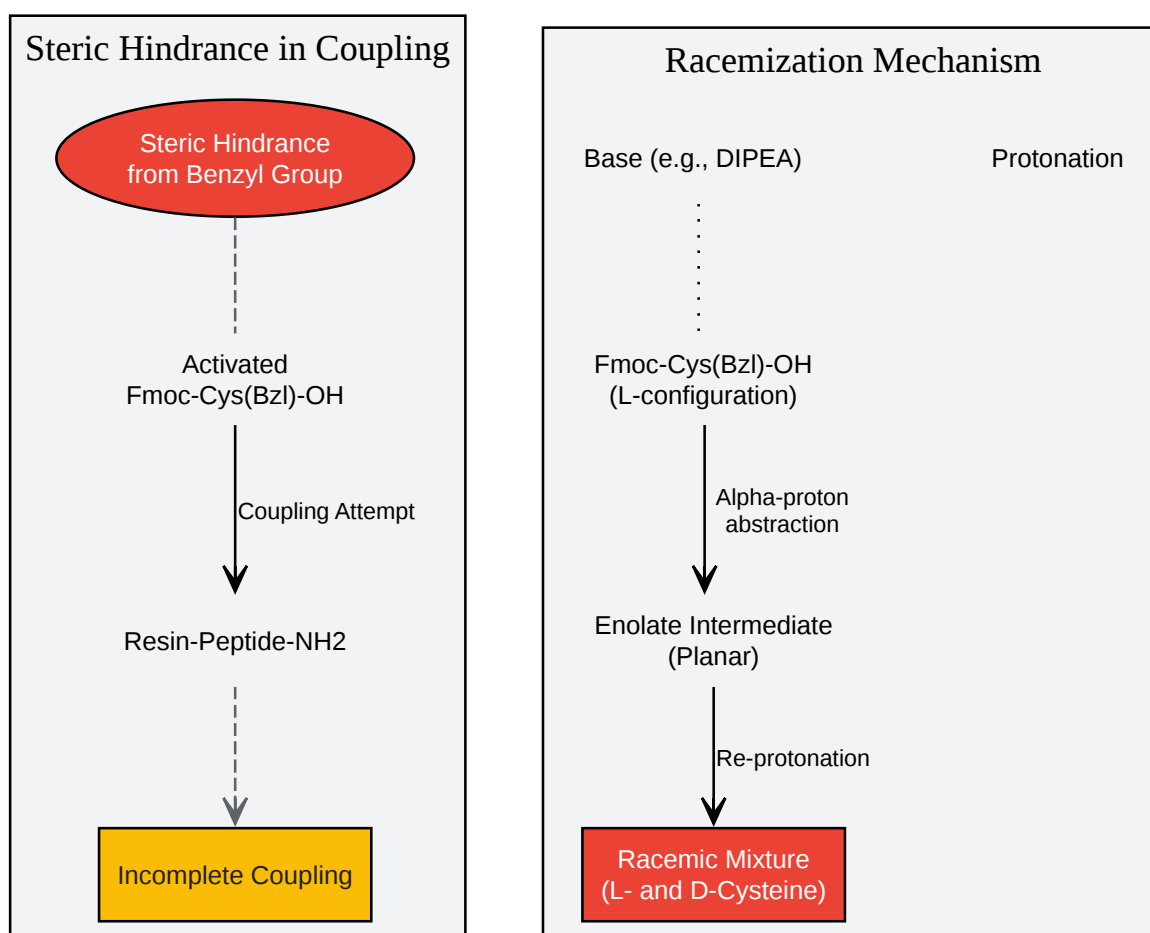 Steric Hindrance in Coupling
Steric Hindrance
from Benzyl Group
Activated
Fmoc-Cys(Bzl)-OH
Coupling Attempt
Resin-Peptide-NH2
Incomplete Coupling
Racemization Mechanism
Base (e.g., DIPEA)
Protonation
Fmoc-Cys(Bzl)-OH
(L-configuration)
Alpha-proton
abstraction
Enolate Intermediate
(Planar)
Re-protonation
Racemic Mixture
(L- and D-Cysteine)